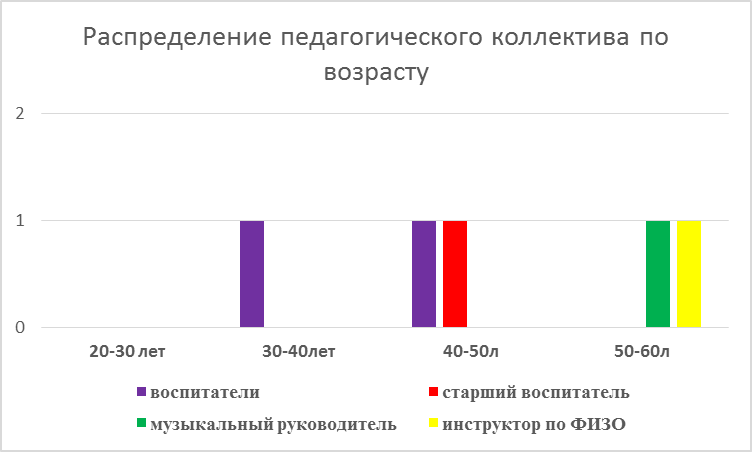 Распределение педагогического коллектива по
возрасту
2
1
0
20-30 лет 30-40лет 40-50л 50-60л
воспитатели старший воспитатель
музыкальный руководитель инструктор по ФИЗО